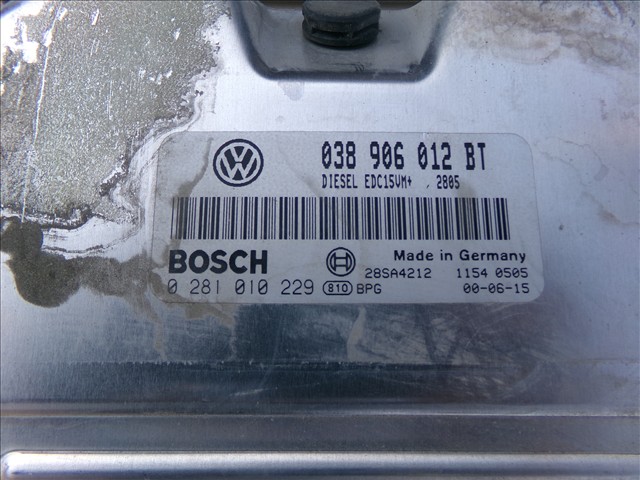 038 906 012 BT
DIESEL EDC15VM+ , 2805
BOSCH
Made in Germany
28SA4212 1154 0505
0 281 010 229 810 BPG 00-06-15